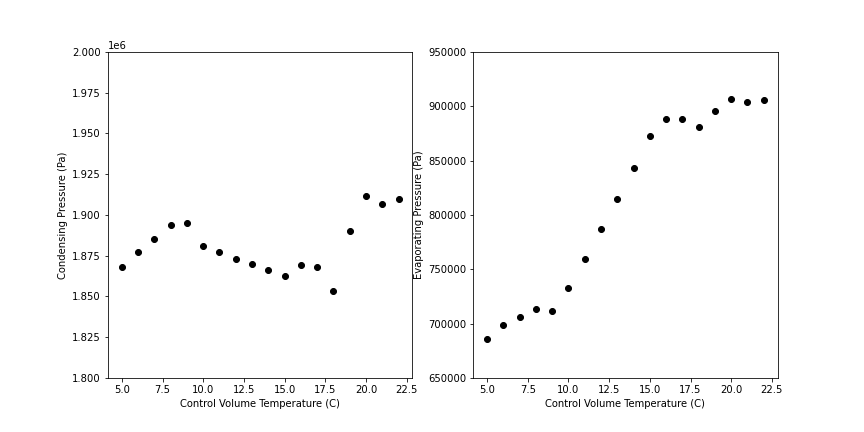 1e6
2.000
1.975
1.950
1.925
1.900
1.875
1.850
1.825
1.800
Condensing Pressure (Pa)
5.0 7.5 10.0 12.5 15.0 17.5 20.0 22.5
Control Volume Temperature (C)
950000
900000
850000
800000
750000
700000
650000
Evaporating Pressure (Pa)
5.0 7.5 10.0 12.5 15.0 17.5 20.0 22.5
Control Volume Temperature (C)